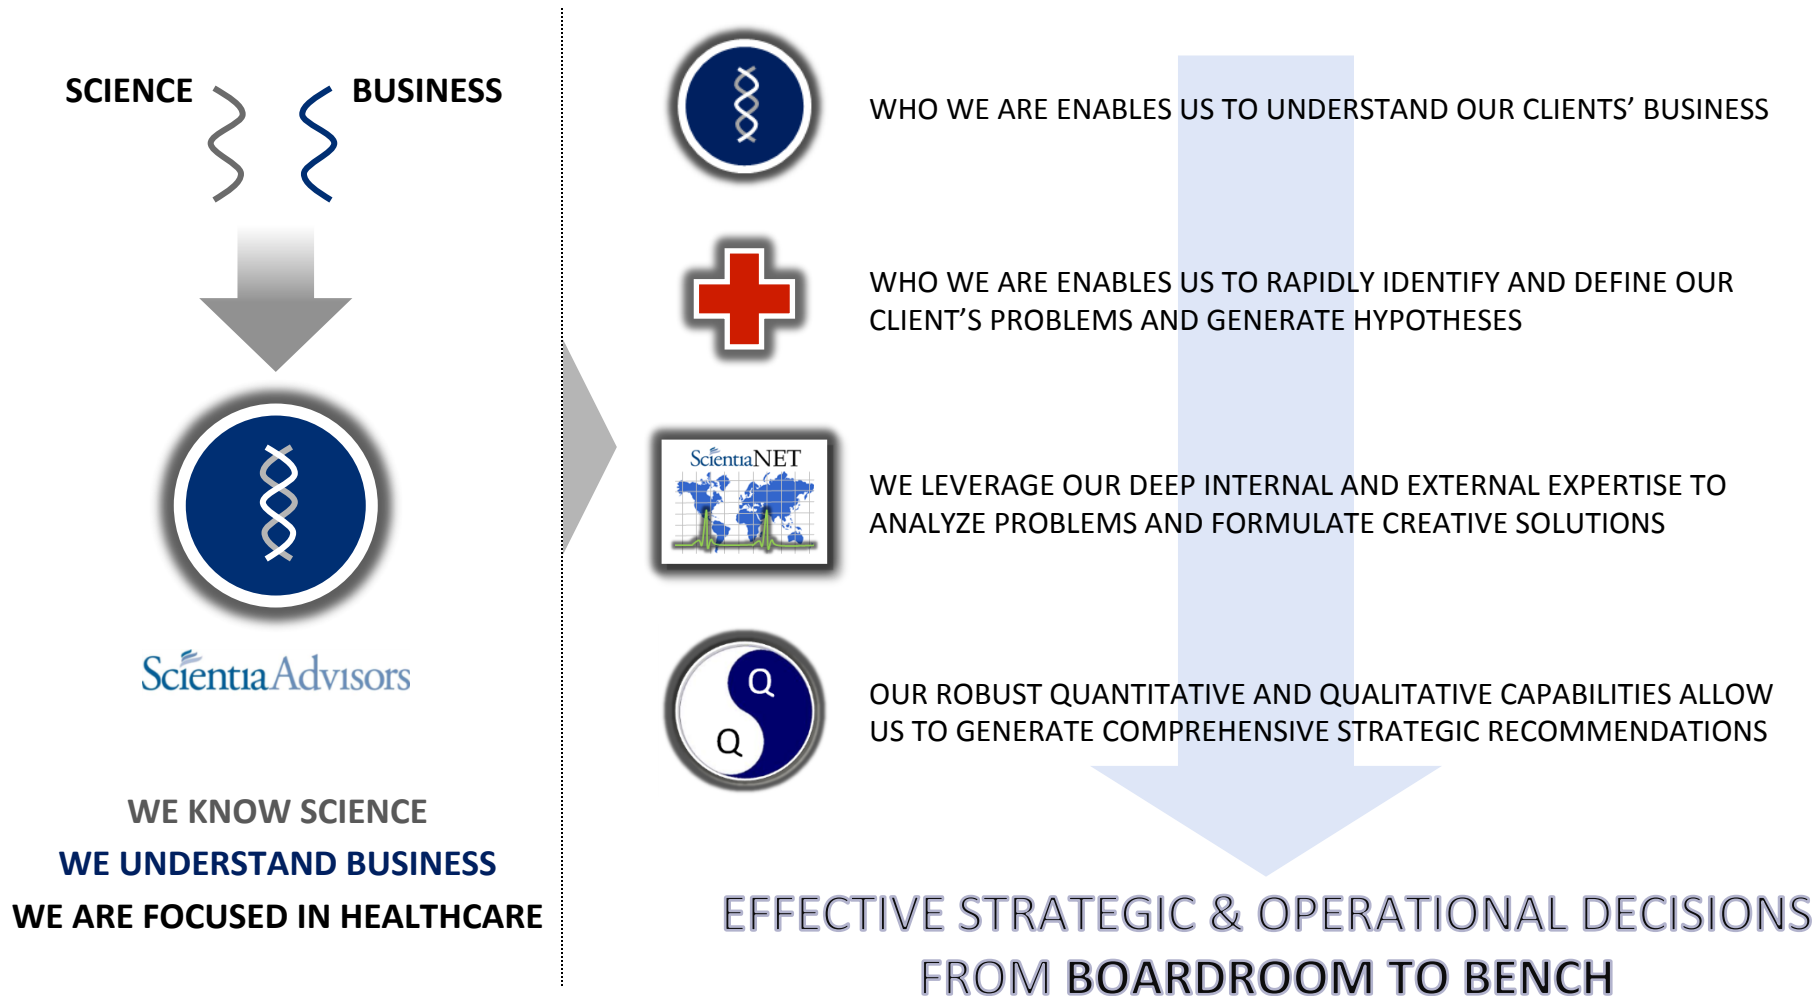 SCIENCE
BUSINESS
Scientia Advisors
WE KNOW SCIENCE
WE UNDERSTAND BUSINESS
WE ARE FOCUSED IN HEALTHCARE
WHO WE ARE ENABLES US TO UNDERSTAND OUR CLIENTS’ BUSINESS
WHO WE ARE ENABLES US TO RAPIDLY IDENTIFY AND DEFINE OUR
CLIENT’S PROBLEMS AND GENERATE HYPOTHESES
ScientiaNET
WE LEVERAGE OUR DEEP INTERNAL AND EXTERNAL EXPERTISE TO
ANALYZE PROBLEMS AND FORMULATE CREATIVE SOLUTIONS
Q
Q
OUR ROBUST QUANTITATIVE AND QUALITATIVE CAPABILITIES ALLOW
US TO GENERATE COMPREHENSIVE STRATEGIC RECOMMENDATIONS
EFFECTIVE STRATEGIC & OPERATIONAL DECISIONS
FROM BOARDROOM TO BENCH